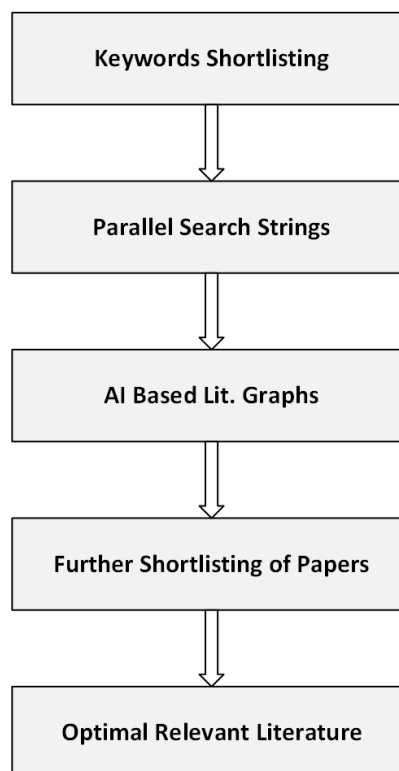 Keywords Shortlisting
Parallel Search Strings
AI Based Lit. Graphs
Further Shortlisting of Papers
Optimal Relevant Literature